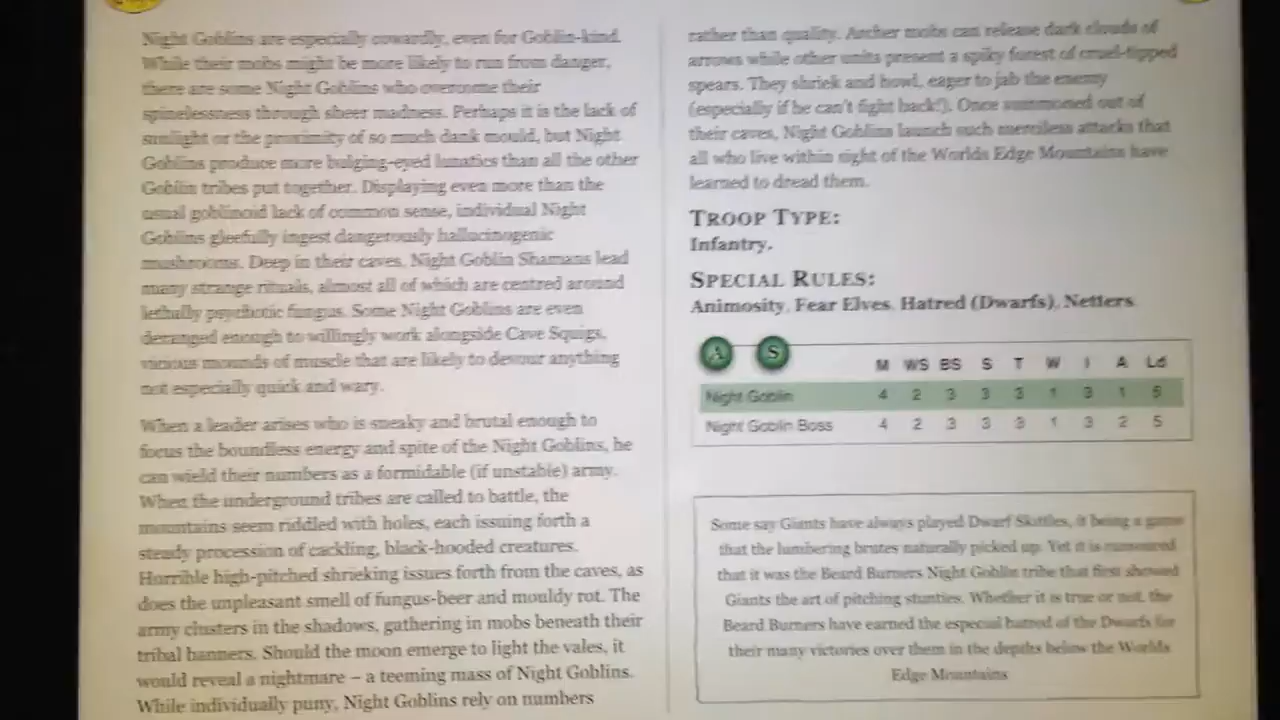 Night Goblins are especially cowardly, even for Goblin-kind.
While their mobs might be more likely to run from danger,
there are some Night Goblins who overcome their
spinelessness through sheer madness. Perhaps it is the lack of
sunlight or the proximity of so much dank mould, but Night
Goblins produce more bulging-eyed lunatics than all the other
Goblin tribes put together. Displaying even more than the
usual goblinoid lack of common sense, individual Night
Goblins gleefully ingest dangerously hallucinogenic
mushrooms. Deep in their caves, Night Goblin Shamans lead
many strange rituals, almost all of which are centred around
lethally psychotic fungus. Some Night Goblins are even
deranged enough to willingly work alongside Cave Squigs,
mounds of muscle that are likely to devour anything
not especially quick and wary.
When a leader arises who is sneaky and brutal enough to
focus the boundless energy and spite of the Night Goblins, he
can wield their numbers as a formidable (if unstable) army.
When the underground tribes are called to battle, the
mountains seem riddled with holes, each issuing forth a
steady procession of cackling, black-hooded creatures.
Horrible high-pitched shrieking issues forth from the caves, as
does the unpleasant smell of fungus-beer and mouldy rot. The
army clusters in the shadows, gathering in mobs beneath their
tribal banners. Should the moon emerge to light the vales, it
would reveal a nightmare – a teeming mass of Night Goblins.
While individually puny, Night Goblins rely on numbers
rather than quality. Archer mobs can release dark clouds of
arrows while other units present a spiky forest of cruel-tipped
spears. They shriek and howl, eager to jab the enemy
(especially if he can't fight back!). Once summoned out of
their caves, Night Goblins launch such merciless attacks that
all who live within sight of the Worlds Edge Mountains have
learned to dread them.
TROOP TYPE:
Infantry.
SPECIAL RULES:
Animosity, Fear Elves, Hatred (Dwarfs), Netters.
A S M WS BS S T W I A Ld
Night Goblin 4 2 3 3 3 1 3 1 5
Night Goblin Boss 4 2 3 3 3 1 3 2 5
Some say Giants have always played Dwarf Skittles, it being a game
that the lumbering brutes naturally picked up. Yet it is rumoured
that it was the Beard Burners Night Goblin tribe that first showed
Giants the art of pitching stunties. Whether it is true or not, the
Beard Burners have earned the especial hatred of the Dwarfs for
their many victories over them in the depths below the Worlds
Edge Mountains